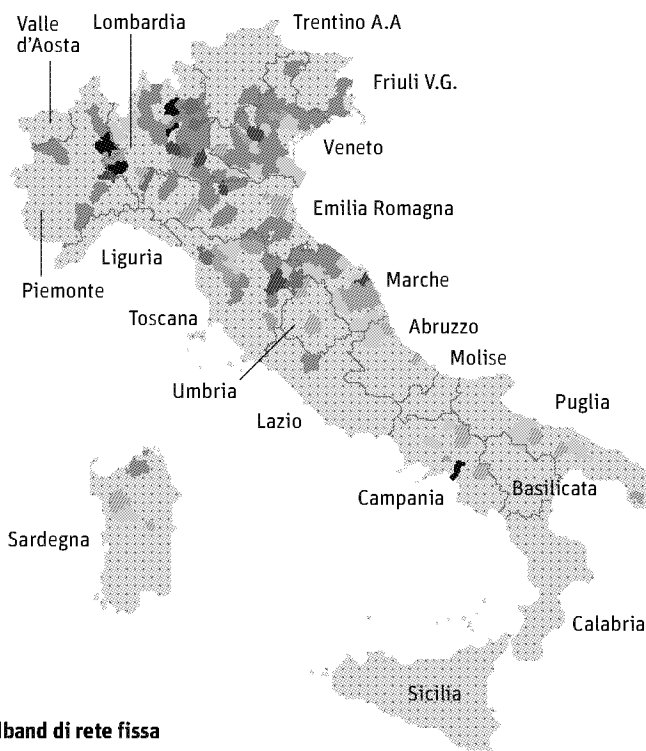 Valle
d'Aosta
Lombardia
Trentino A.A
Friuli V.G.
Veneto
Emilia Romagna
Liguria
Piemonte
Marche
Toscana
Abruzzo
Molise
Umbria
Puglia
Lazio
Campania
Basilicata
Sardegna
Calabria
Sicilia
di rete fissa